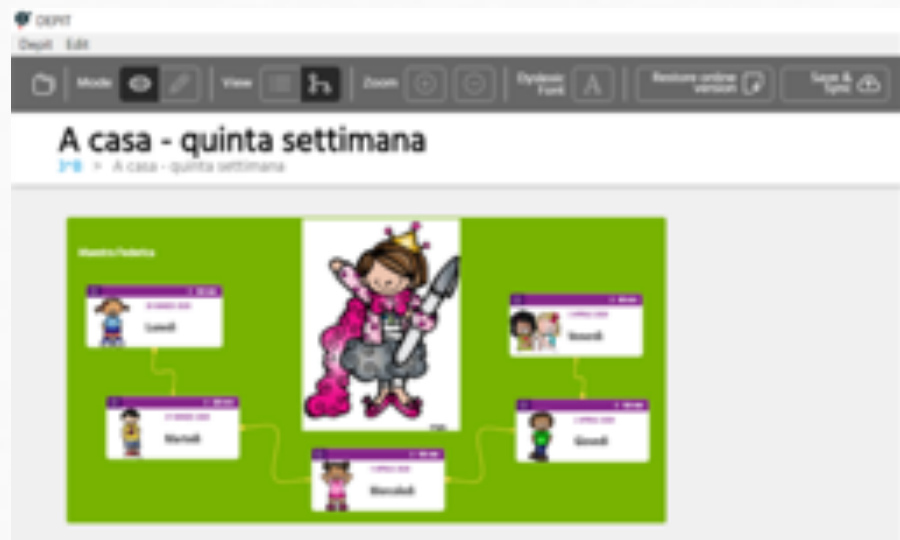 DEPIT
Depit Edit
Mode View Zoom Dyslexic Font A Restore online version Save & Sync
A casa - quinta settimana
3^B > A casa - quinta settimana
Maestra Federica
Lunedì
Venerdì
Martedì
Giovedì
Mercoledì